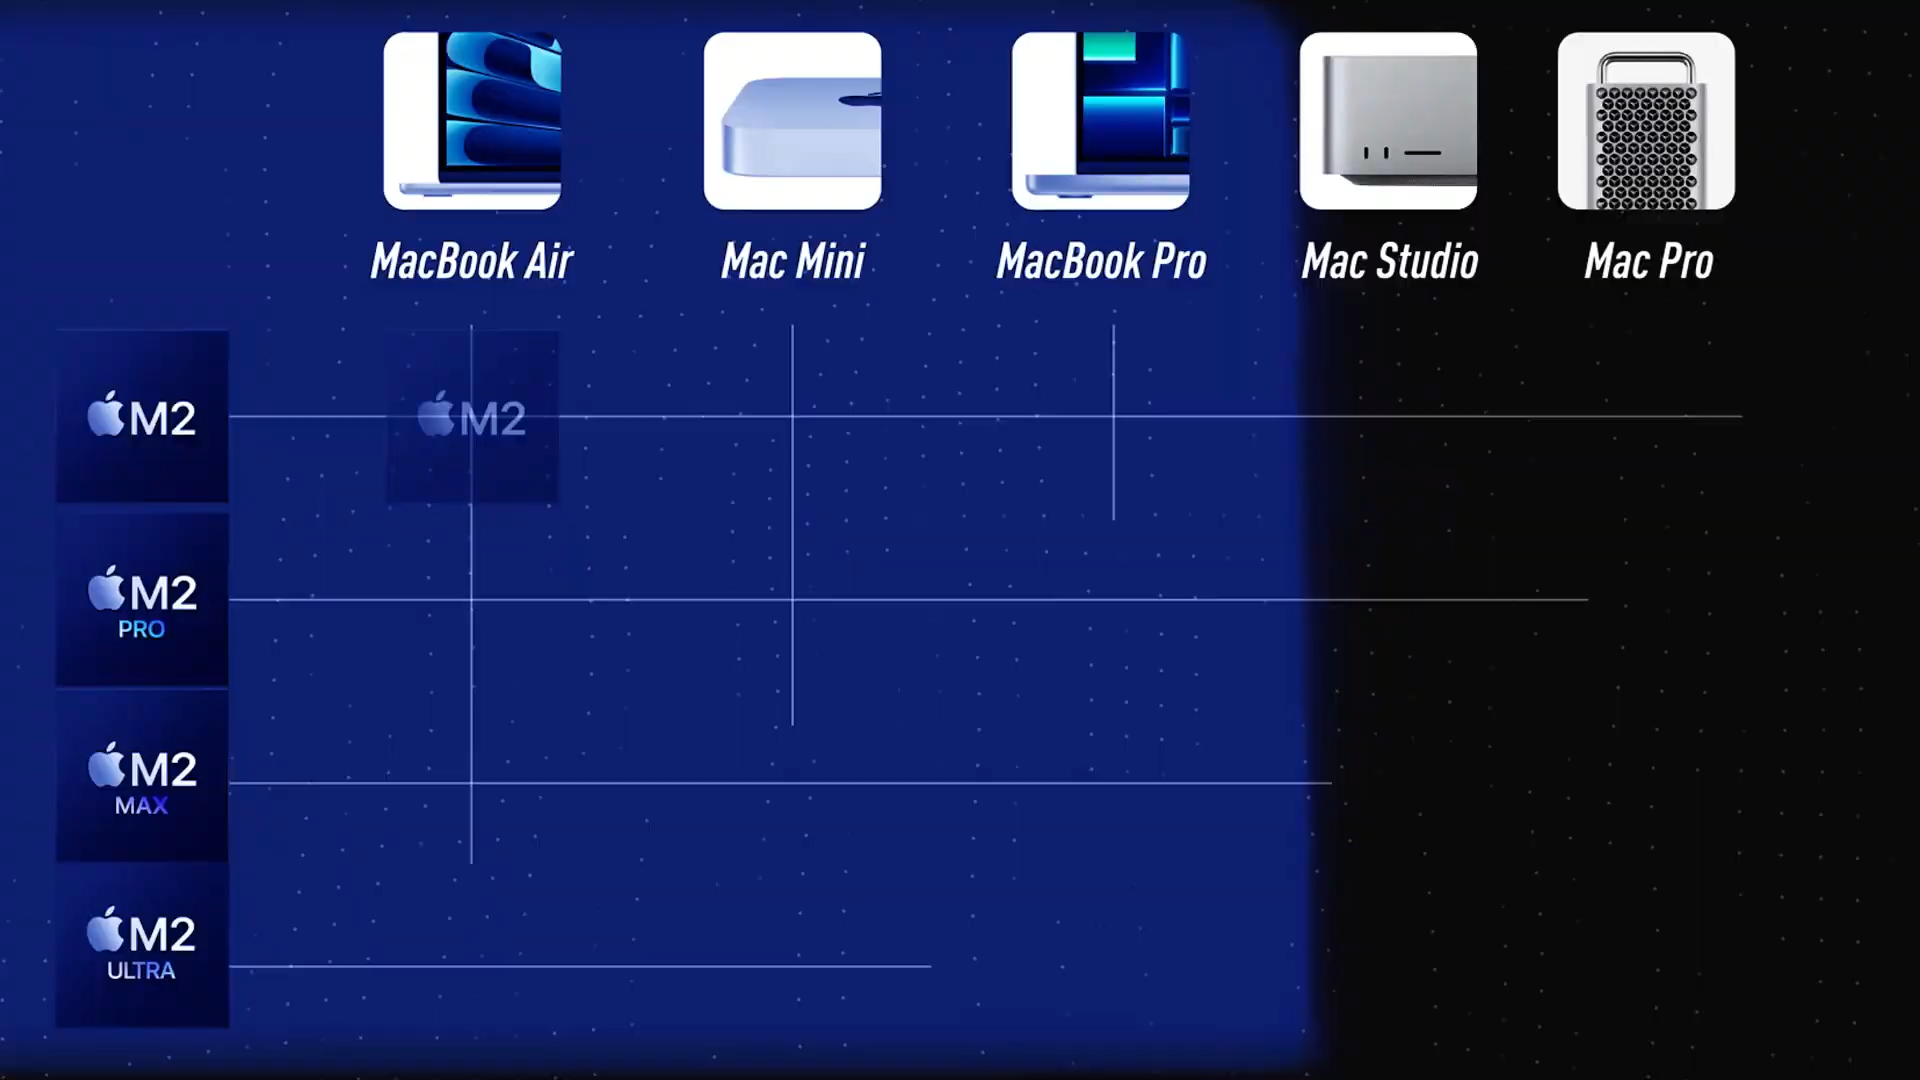 MacBook Air
Mac Mini
MacBook Pro
Mac Studio
Mac Pro
M2
M2
M2
PRO
M2
MAX
M2
ULTRA